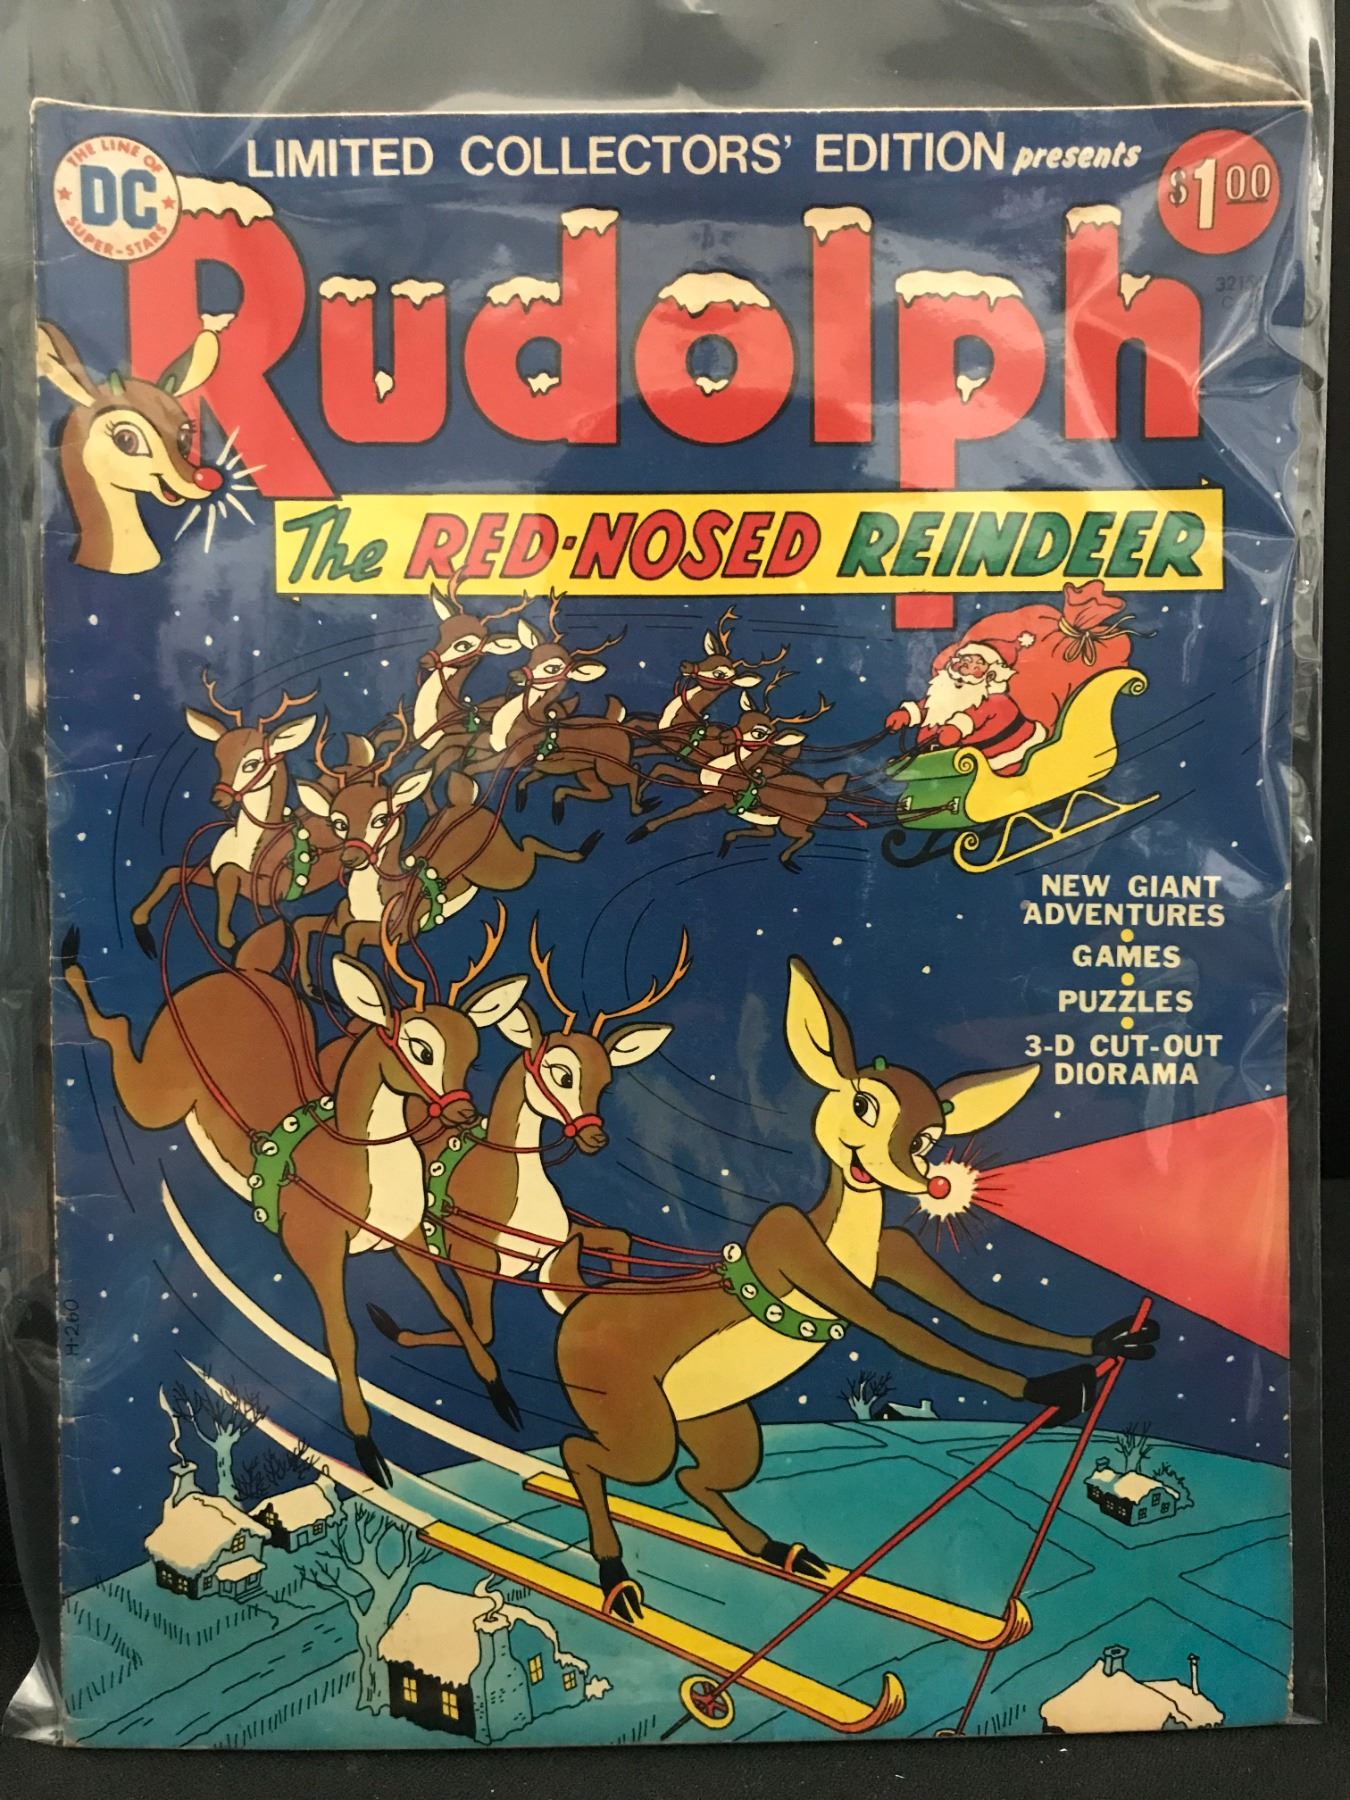 LIMITED COLLECTORS' EDITION presents
THE LINE OF
DC
SUPER-STARS
$1.00
Rudolph
The RED-NOSED REINDEER
NEW GIANT
ADVENTURES
GAMES
PUZZLES
3-D CUT-OUT
DIORAMA
H-260